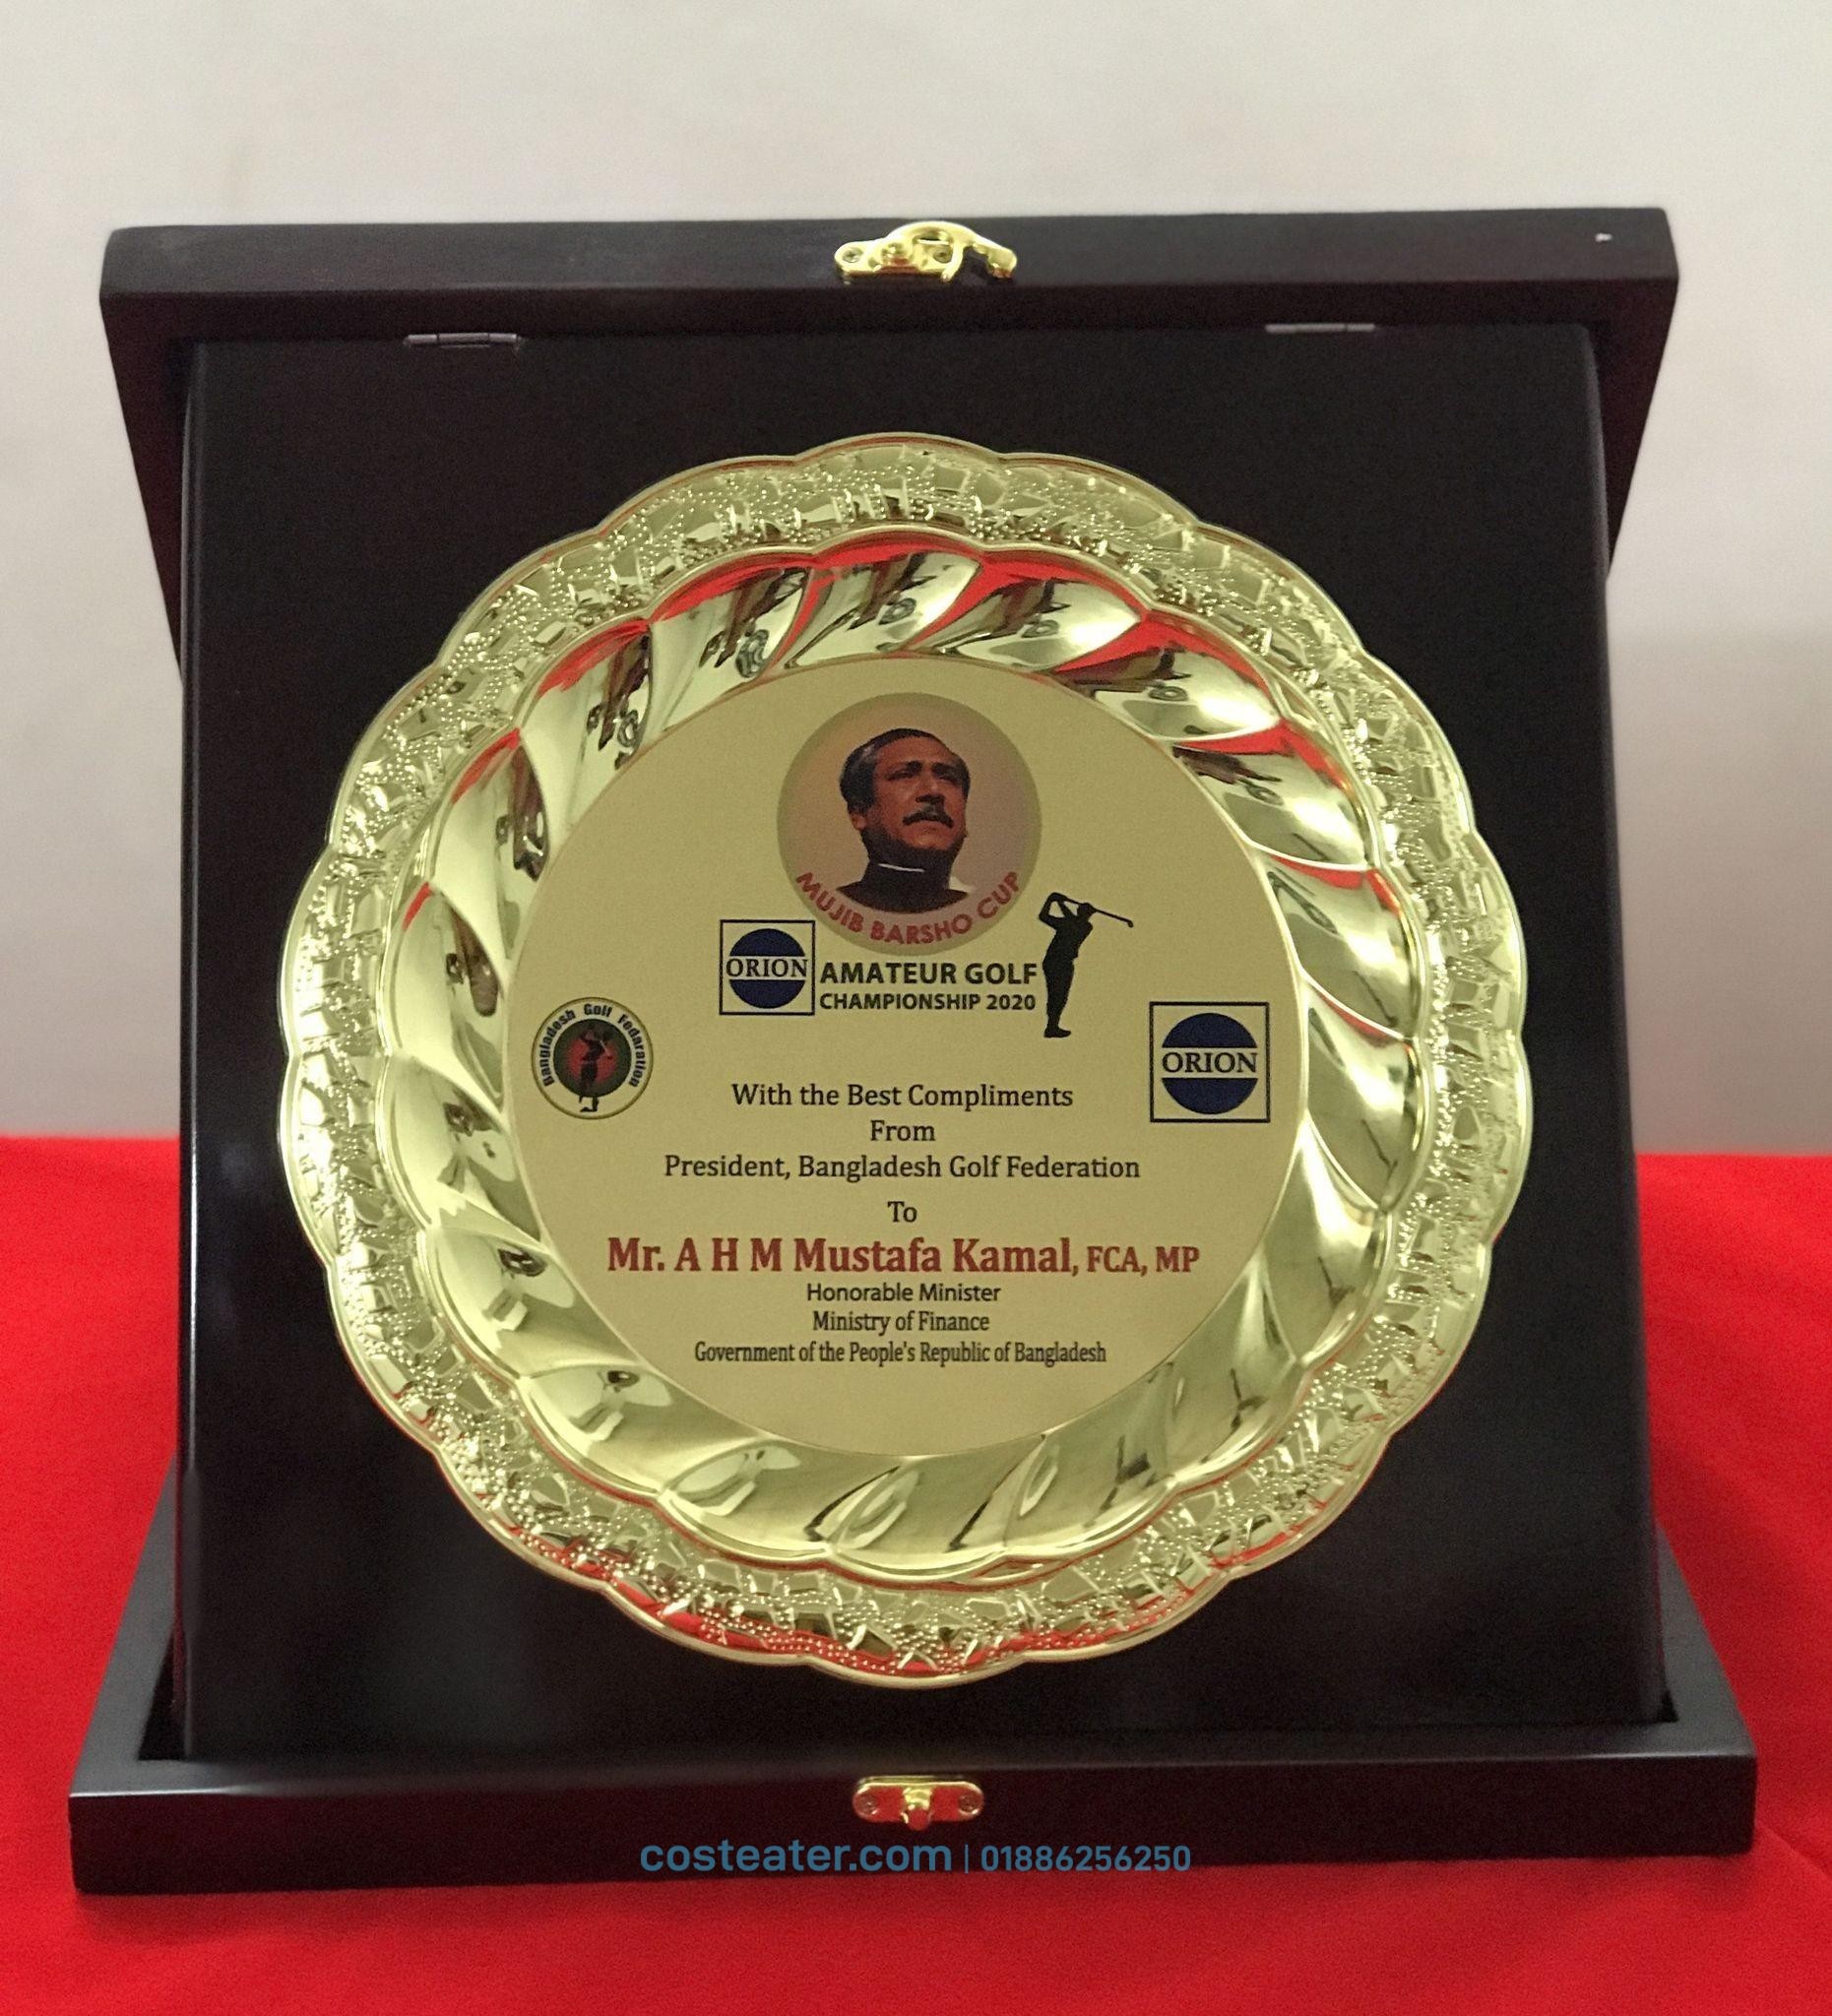 MUJIB BARSHO CUP
ORION
AMATEUR GOLF
CHAMPIONSHIP 2020
Bangladesh Golf Fedaration
ORION
With the Best Compliments
From
President, Bangladesh Golf Federation
To
Mr. A H M Mustafa Kamal, FCA, MP
Honorable Minister
Ministry of Finance
Government of the People's Republic of Bangladesh
costeater.com | 01886256250